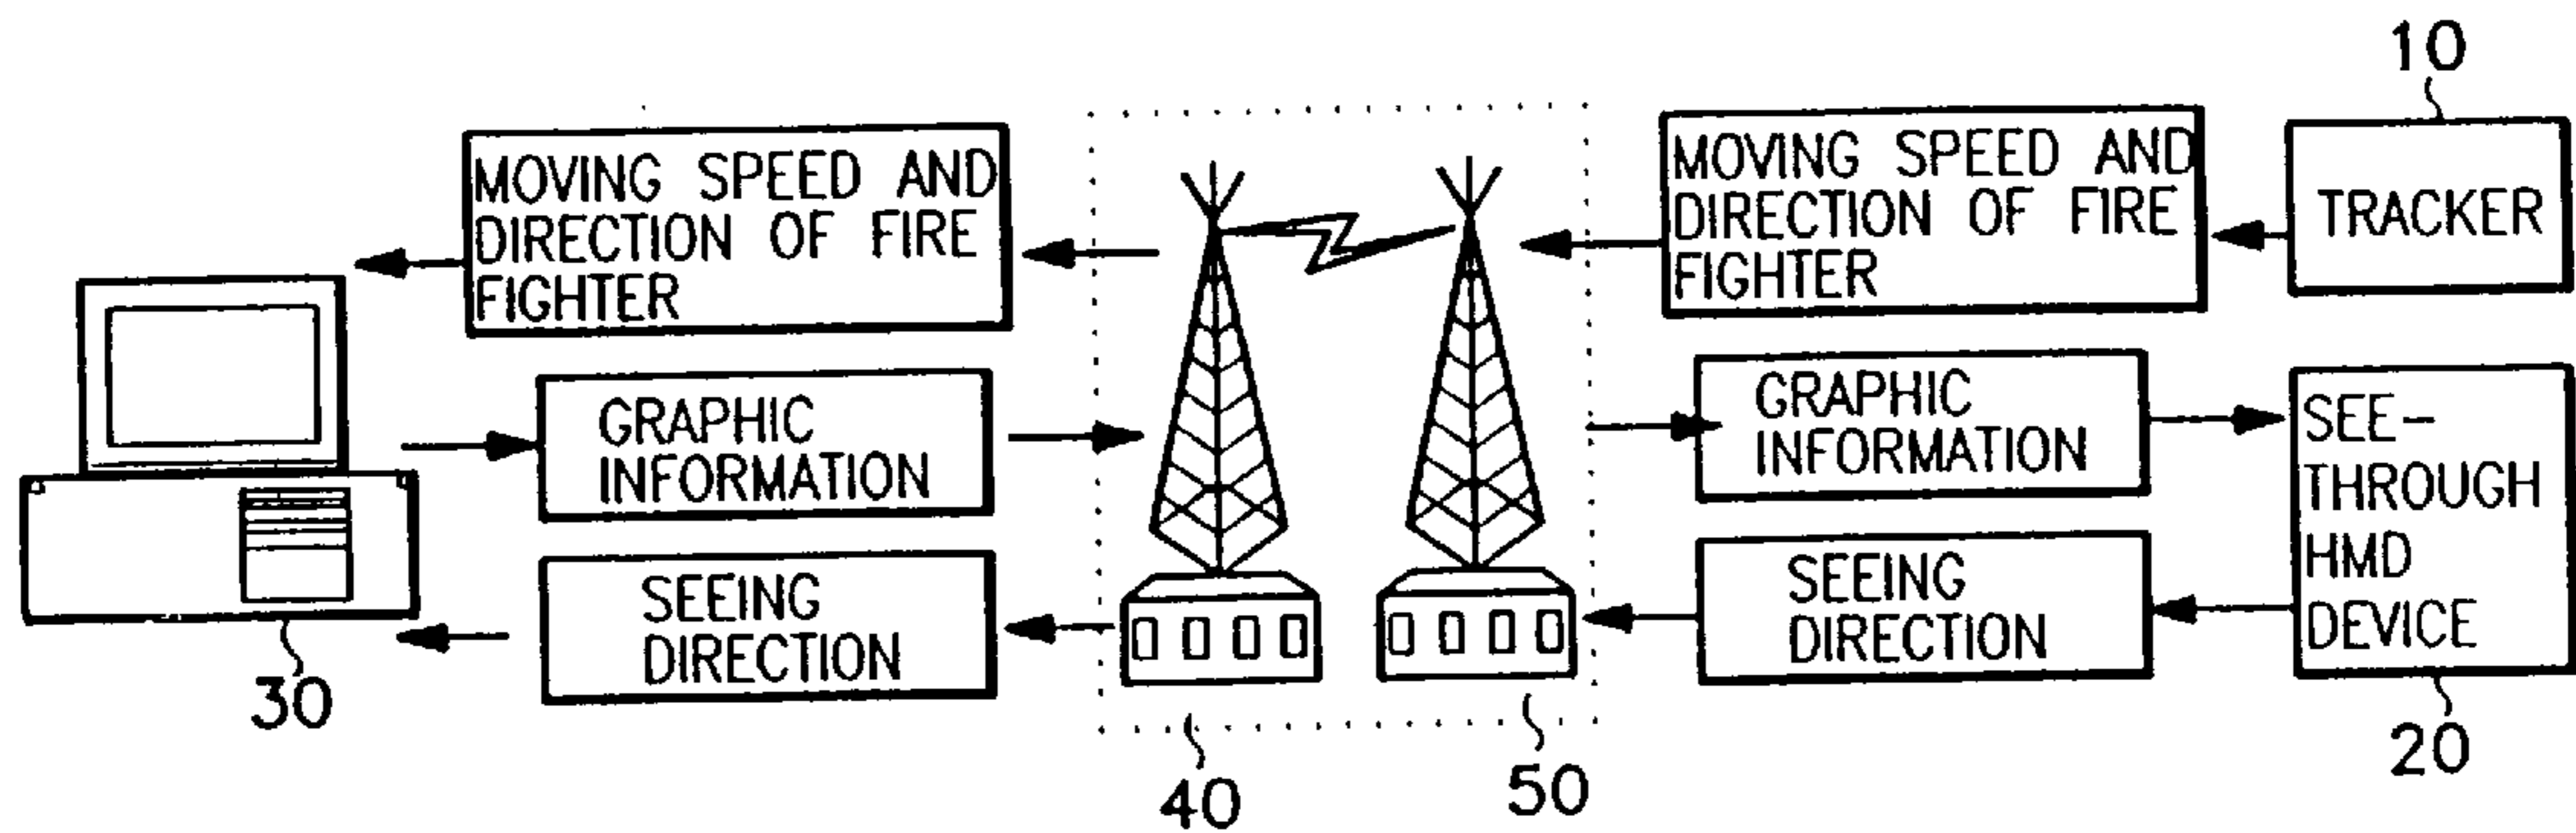 10
MOVING SPEED AND
DIRECTION OF FIRE
FIGHTER
MOVING SPEED AND
DIRECTION OF FIRE
FIGHTER
TRACKER
GRAPHIC
INFORMATION
GRAPHIC
INFORMATION
SEE-
THROUGH
HMD
DEVICE
SEEING
DIRECTION
SEEING
DIRECTION
30
40
50
20